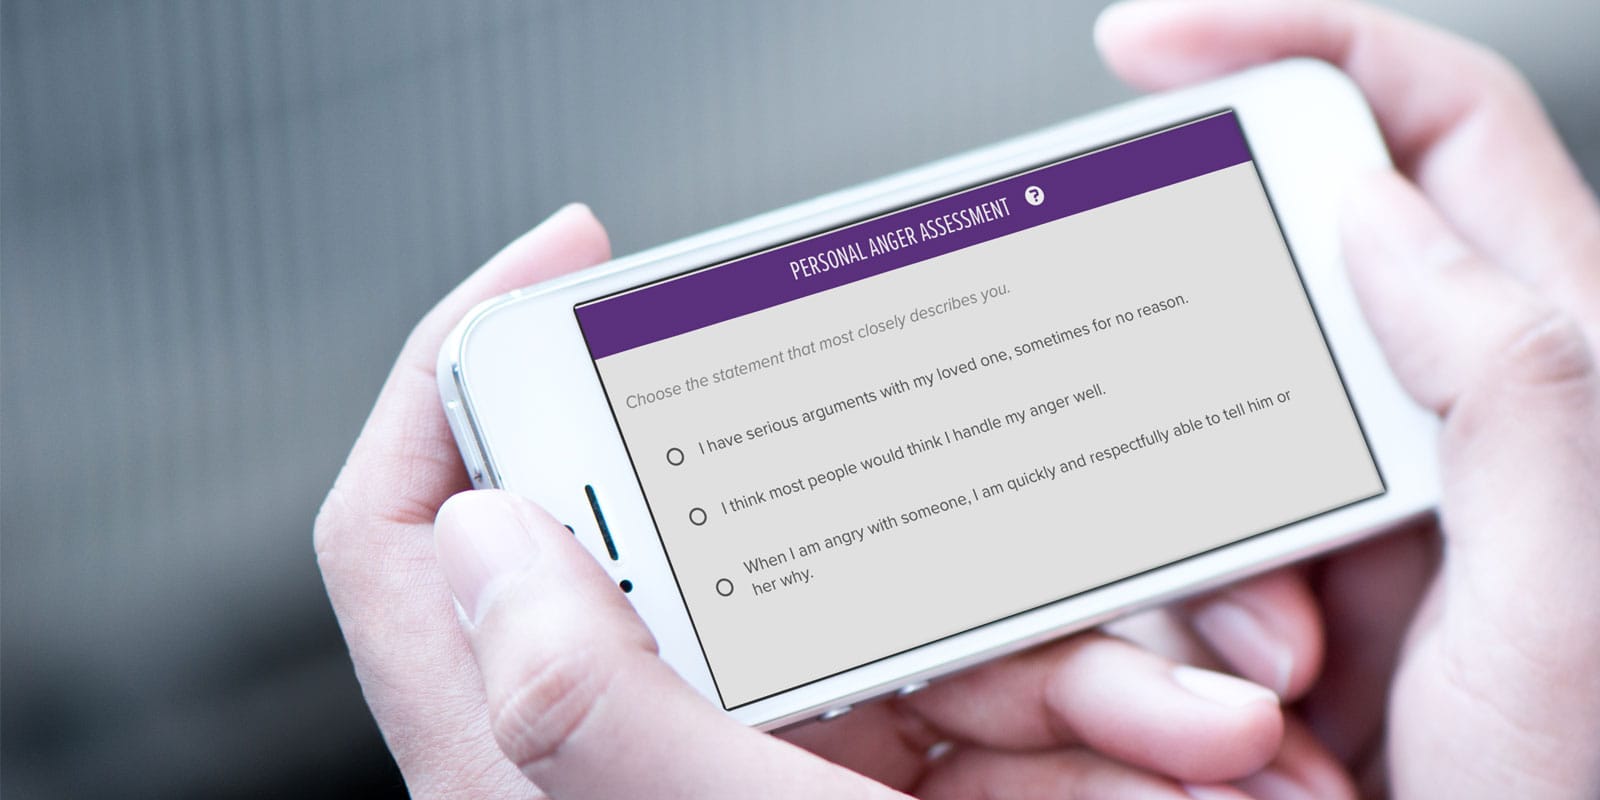 PERSONAL ANGER ASSESSMENT ?
Choose the statement that most closely describes you.
I have serious arguments with my loved one, sometimes for no reason.
I think most people would think I handle my anger well.
When I am angry with someone, I am quickly and respectfully able to tell him or
her why.